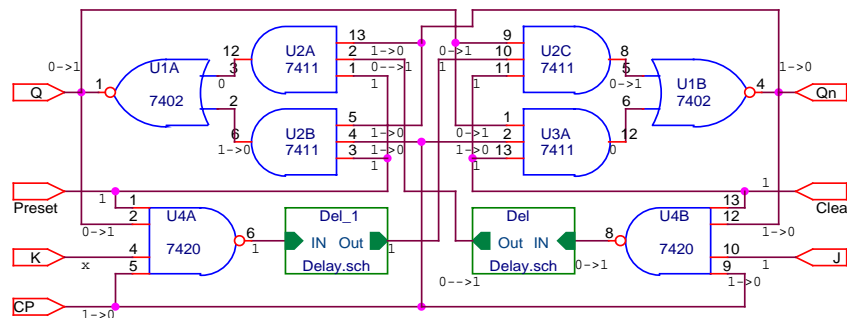 13 9
12 U2A 1->0 U2C 8
0->1 U1A 2 10 U1B 1->0
1 3 1->0 5 4
Q 0 7411 1 11 7411 0->1 Qn
7402 1 7402
2 5 1 6
U2B 1->0 0->1 U3A
6 4 2 12
1->0 7411 1->0 1->0 7411 0
3 13
1 1
Preset 1 1 Clea
1 U4A Del_1 Del U4B 13
2 6 8 12
0->1 IN Out Out IN 1->0
K 4 7420 1 1 7420 10 J
x 0->1 1
5 Delay.sch Delay.sch 9
CP 0-->1
1->0 1->0